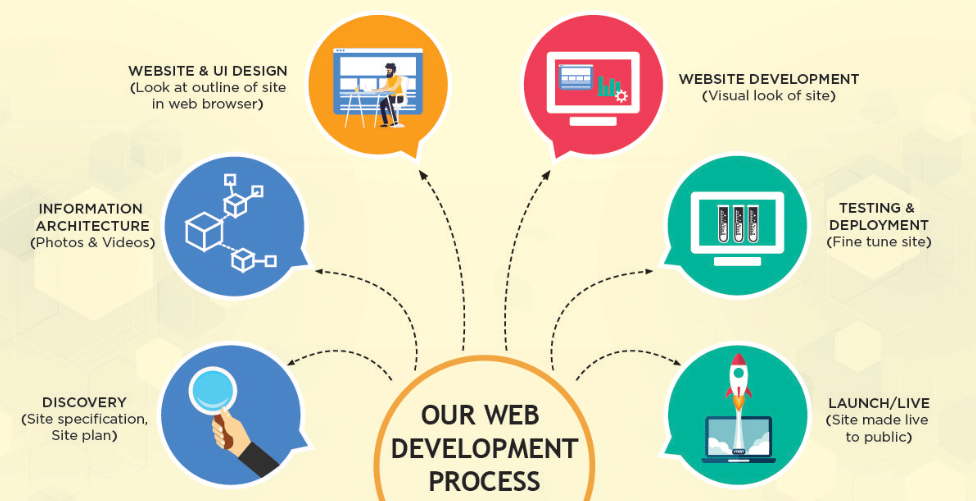 WEBSITE & UI DESIGN
(Look at outline of site
in web browser)
WEBSITE DEVELOPMENT
(Visual look of site)
INFORMATION
ARCHITECTURE
(Photos & Videos)
TESTING &
DEPLOYMENT
(Fine tune site)
DISCOVERY
(Site specification,
Site plan)
LAUNCH/LIVE
(Site made live
to public)
OUR WEB
DEVELOPMENT
PROCESS